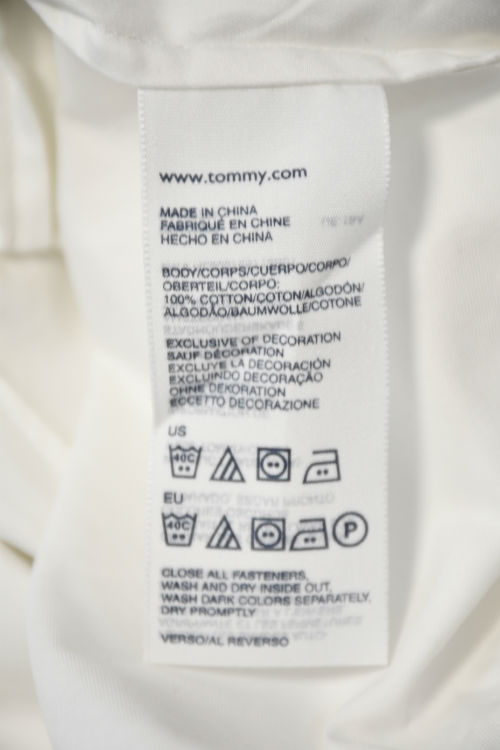 www.tommy.com
MADE IN CHINA
FABRIQUÉ EN CHINE
HECHO EN CHINA
BODY/CORPS/CUERPO/CORPO/
OBERTEIL/CORPO:
100% COTTON/COTON/ALGODÓN/
ALGODÃO/BAUMWOLLE/COTONE
EXCLUSIVE OF DECORATION
SAUF DÉCORATION
EXCLUYE LA DECORACIÓN
EXCLUINDO DECORAÇÃO
OHNE DEKORATION
ECCETTO DECORAZIONE
US
40C
EU
40C P
CLOSE ALL FASTENERS,
WASH AND DRY INSIDE OUT,
WASH DARK COLORS SEPARATELY,
DRY PROMPTLY
VERSO/AL REVERSO